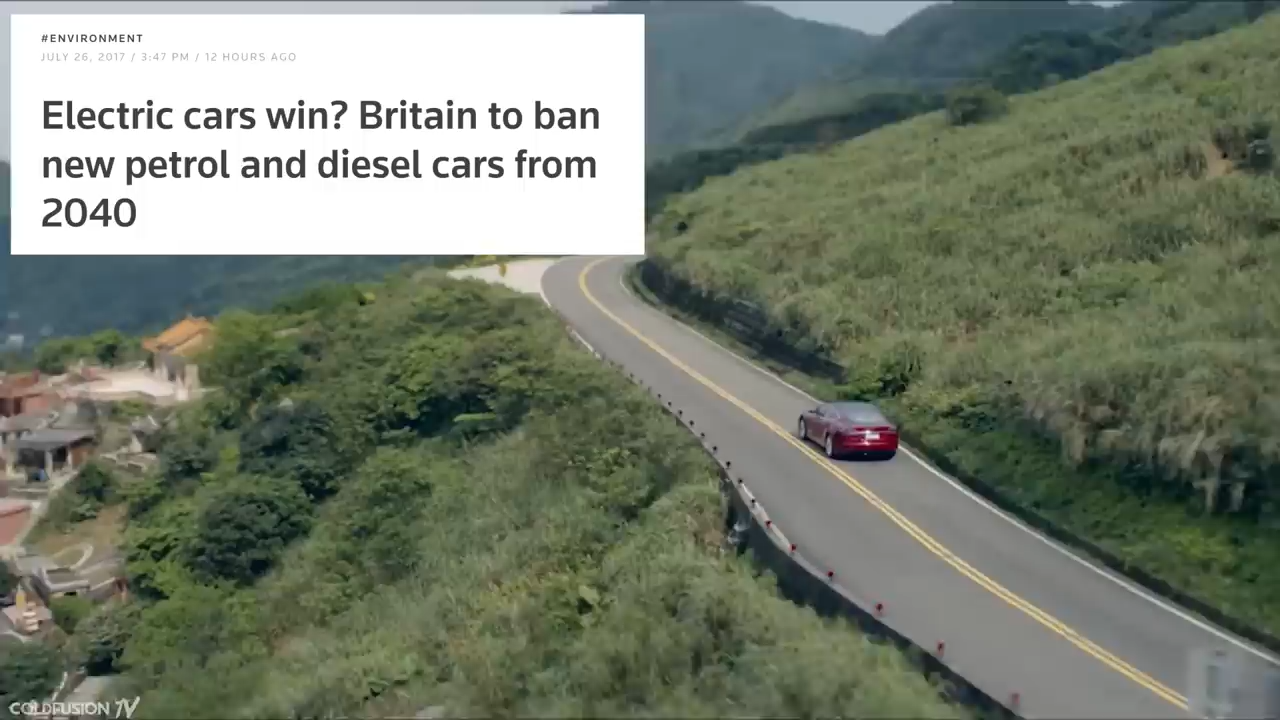 #ENVIRONMENT
JULY 26, 2017 / 3:47 PM / 12 HOURS AGO
Electric cars win? Britain to ban
new petrol and diesel cars from
2040
COLDFUSION TV